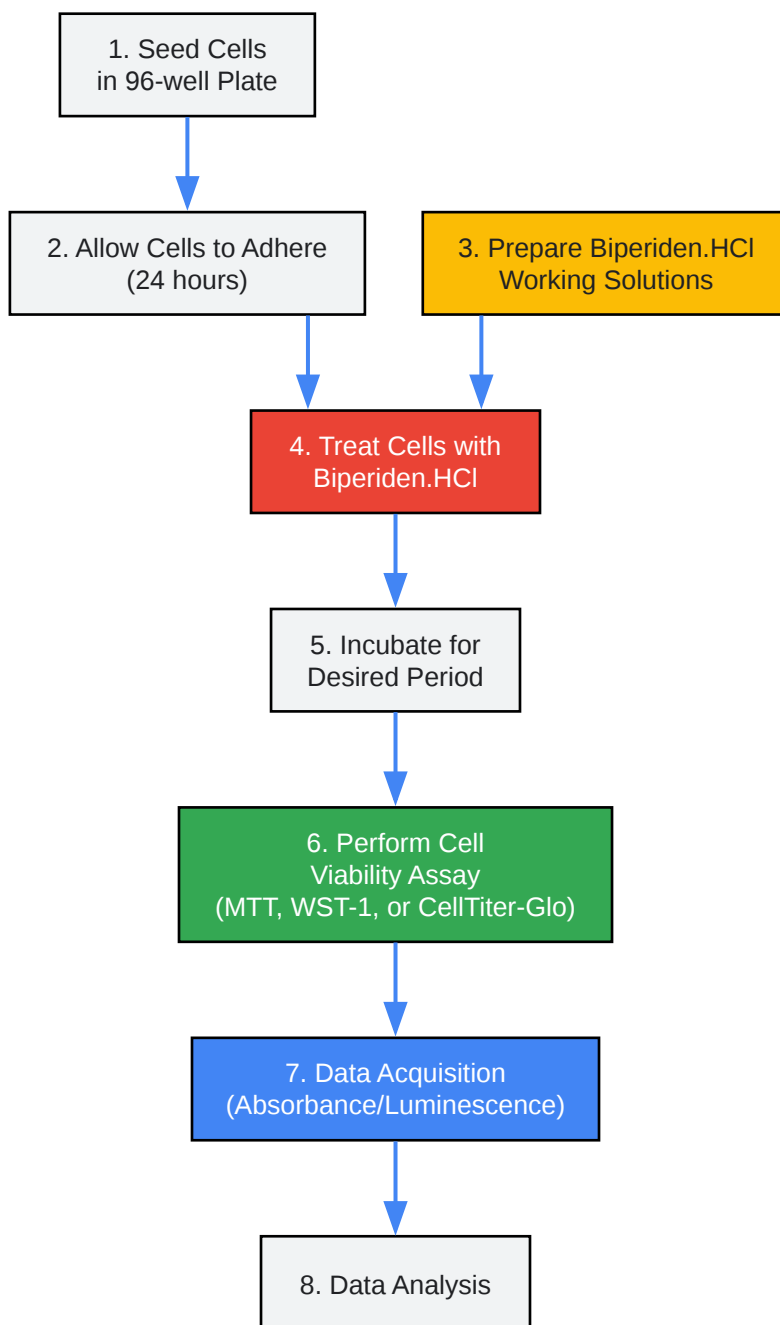 1. Seed Cells
in 96-well Plate
2. Allow Cells to Adhere
(24 hours)
3. Prepare Biperiden.HCl
Working Solutions
4. Treat Cells with
Biperiden.HCl
5. Incubate for
Desired Period
6. Perform Cell
Viability Assay
(MTT, WST-1, or CellTiter-Glo)
7. Data Acquisition
(Absorbance/Luminescence)
8. Data Analysis